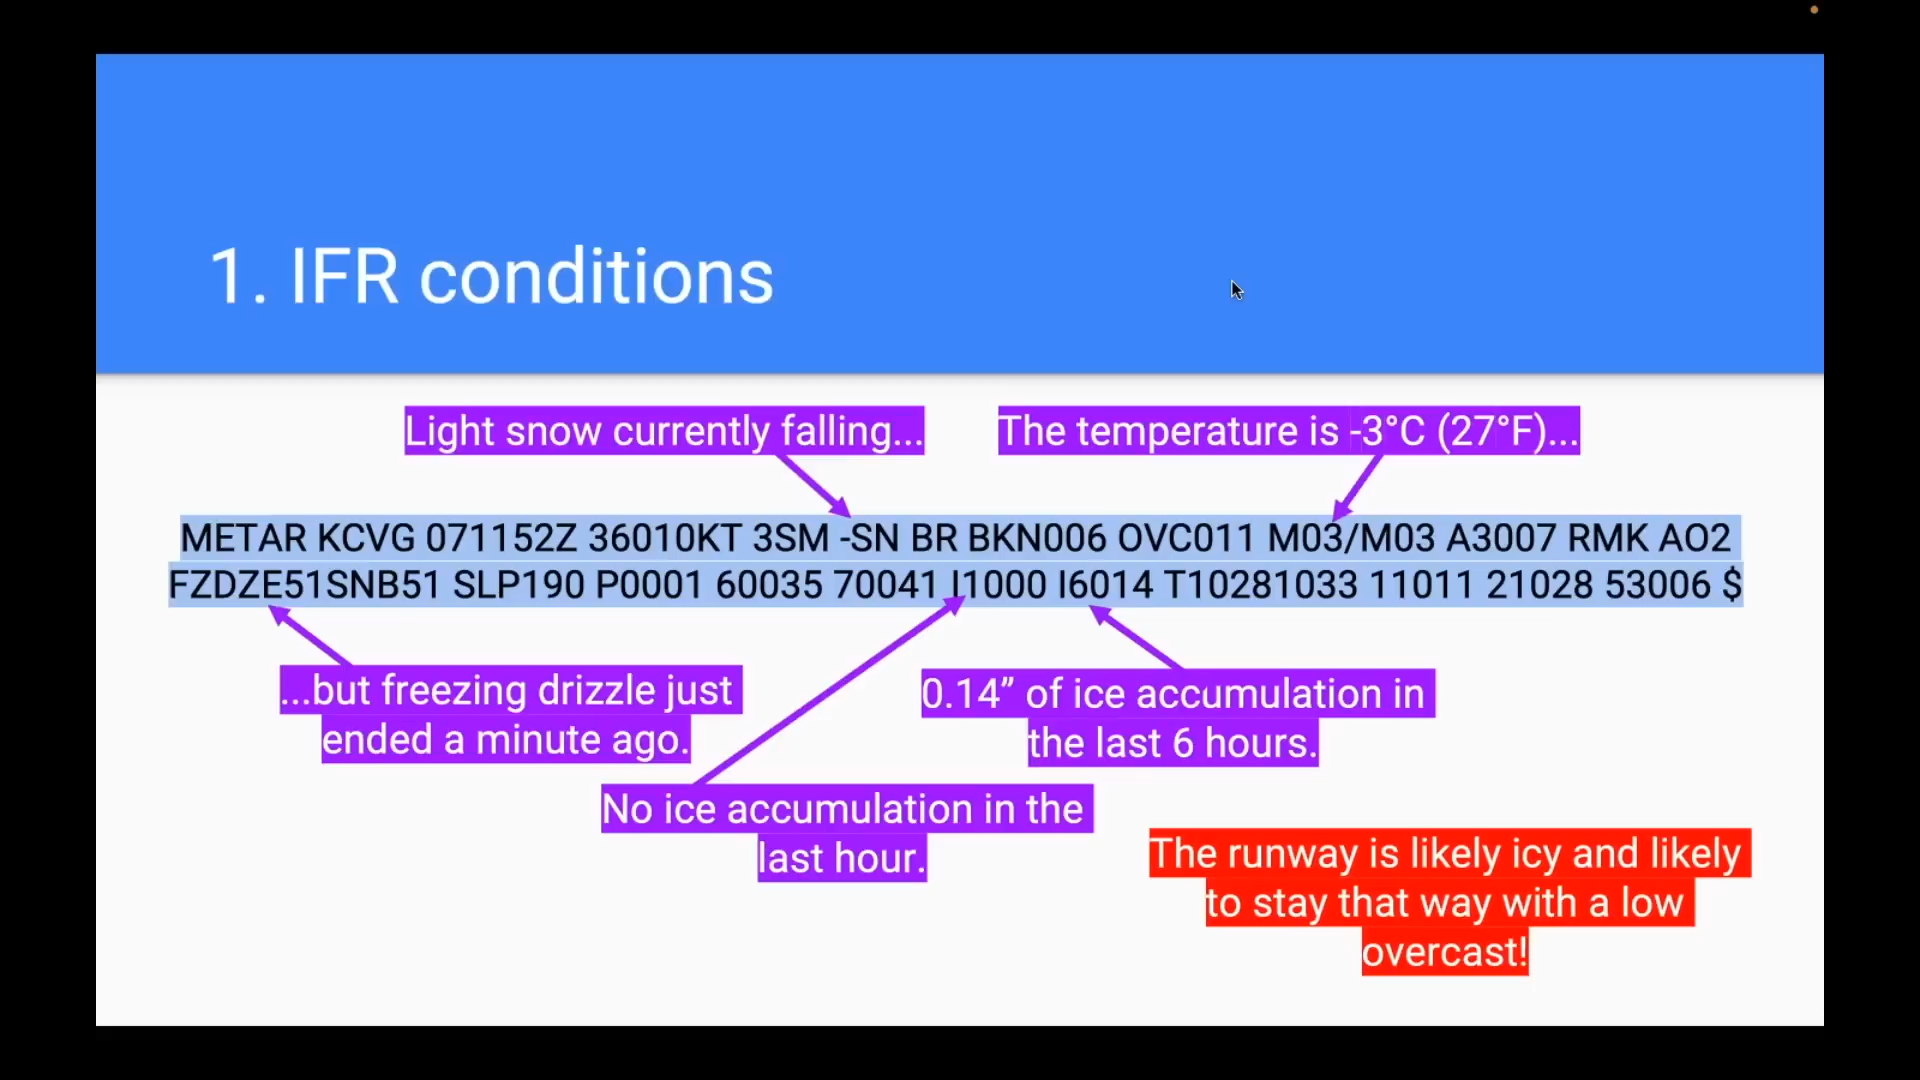 1. IFR conditions
Light snow currently falling...
The temperature is -3°C (27°F)...
METAR KCVG 071152Z 36010KT 3SM -SN BR BKN006 OVC011 M03/M03 A3007 RMK AO2
FZDZE51SNB51 SLP190 P0001 60035 70041 I1000 I6014 T10281033 11011 21028 53006 $
...but freezing drizzle just
ended a minute ago.
0.14” of ice accumulation in
the last 6 hours.
No ice accumulation in the
last hour.
The runway is likely icy and likely
to stay that way with a low
overcast!